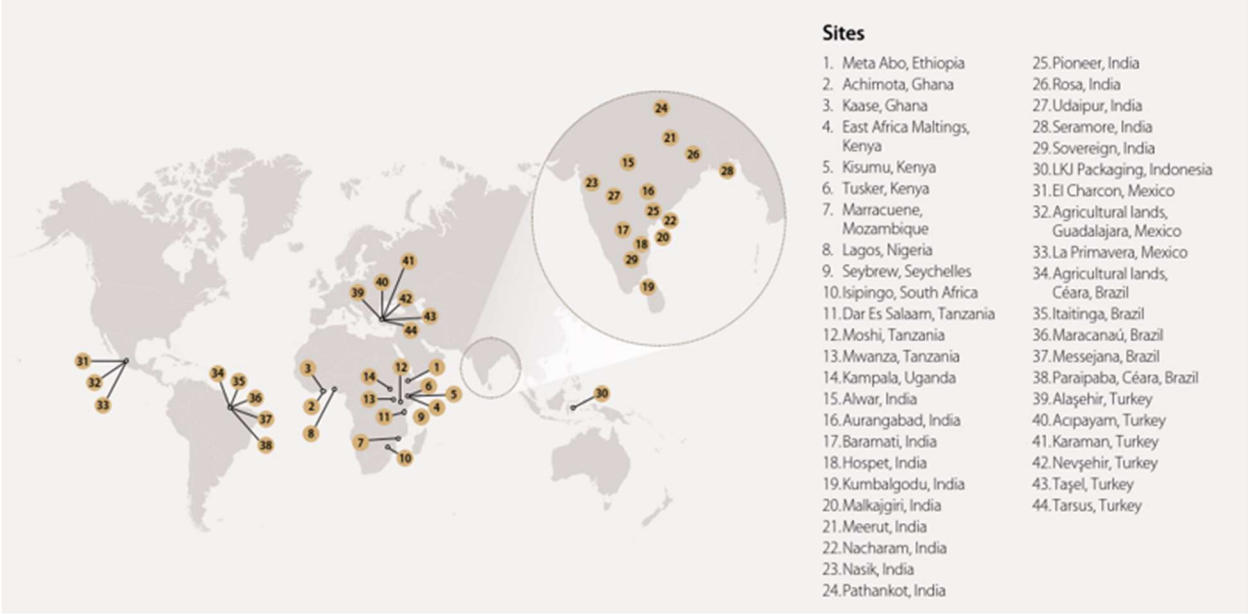 Sites
1. Meta Abo, Ethiopia
2. Achimota, Ghana
3. Kaase, Ghana
4. East Africa Maltings,
Kenya
5. Kisumu, Kenya
6. Tusker, Kenya
7. Marracuene,
Mozambique
8. Lagos, Nigeria
9. Seybrew, Seychelles
10. Isipingo, South Africa
11. Dar Es Salaam, Tanzania
12. Moshi, Tanzania
13. Mwanza, Tanzania
14. Kampala, Uganda
15. Alwar, India
16. Aurangabad, India
17. Baramati, India
18. Hospet, India
19. Kumbalgodu, India
20. Malkajgiri, India
21. Meerut, India
22. Nacharam, India
23. Nasik, India
24. Pathankot, India
25. Pioneer, India
26. Rosa, India
27. Udaipur, India
28. Seramore, India
29. Sovereign, India
30. LKJ Packaging, Indonesia
31. El Charcon, Mexico
32. Agricultural lands,
Guadalajara, Mexico
33. La Primavera, Mexico
34. Agricultural lands,
Céara, Brazil
35. Itaitinga, Brazil
36. Maracanaú, Brazil
37. Messejana, Brazil
38. Paraipaba, Céara, Brazil
39. Alaşehir, Turkey
40. Acıpayam, Turkey
41. Karaman, Turkey
42. Nevşehir, Turkey
43. Taşel, Turkey
44. Tarsus, Turkey
24
21
26
15
28
23
27
16
25
22
17
20
18
29
19
41
40
39
42
43
44
31
32
33
34
35
36
37
38
3
2
8
14
12
1
6
5
13
4
11
9
7
10
30